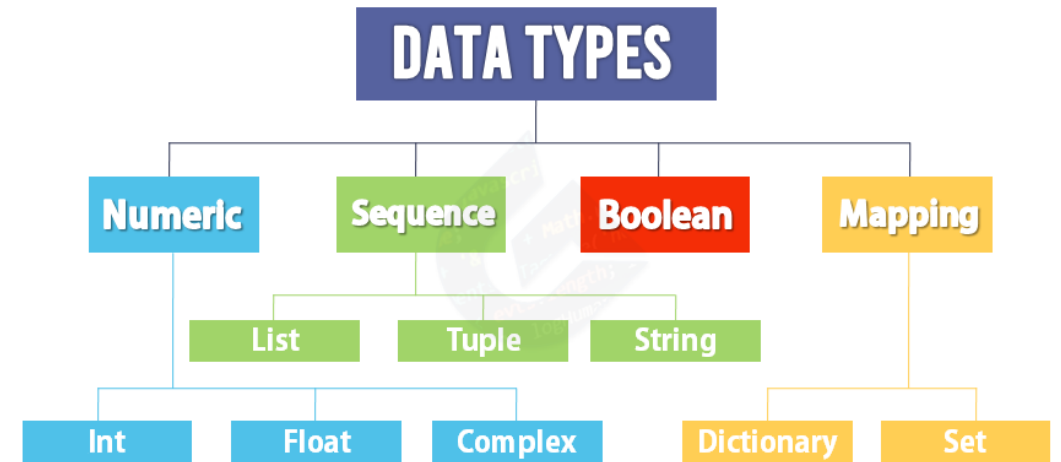 DATA TYPES
Numeric
Sequence
Boolean
Mapping
List
Tuple
String
Int
Float
Complex
Dictionary
Set